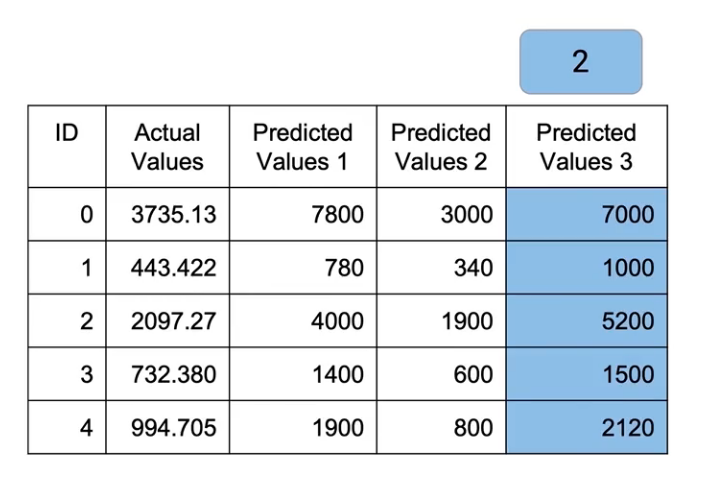 2
ID Actual Values Predicted Values 1 Predicted Values 2 Predicted Values 3
0 3735.13 7800 3000 7000
1 443.422 780 340 1000
2 2097.27 4000 1900 5200
3 732.380 1400 600 1500
4 994.705 1900 800 2120